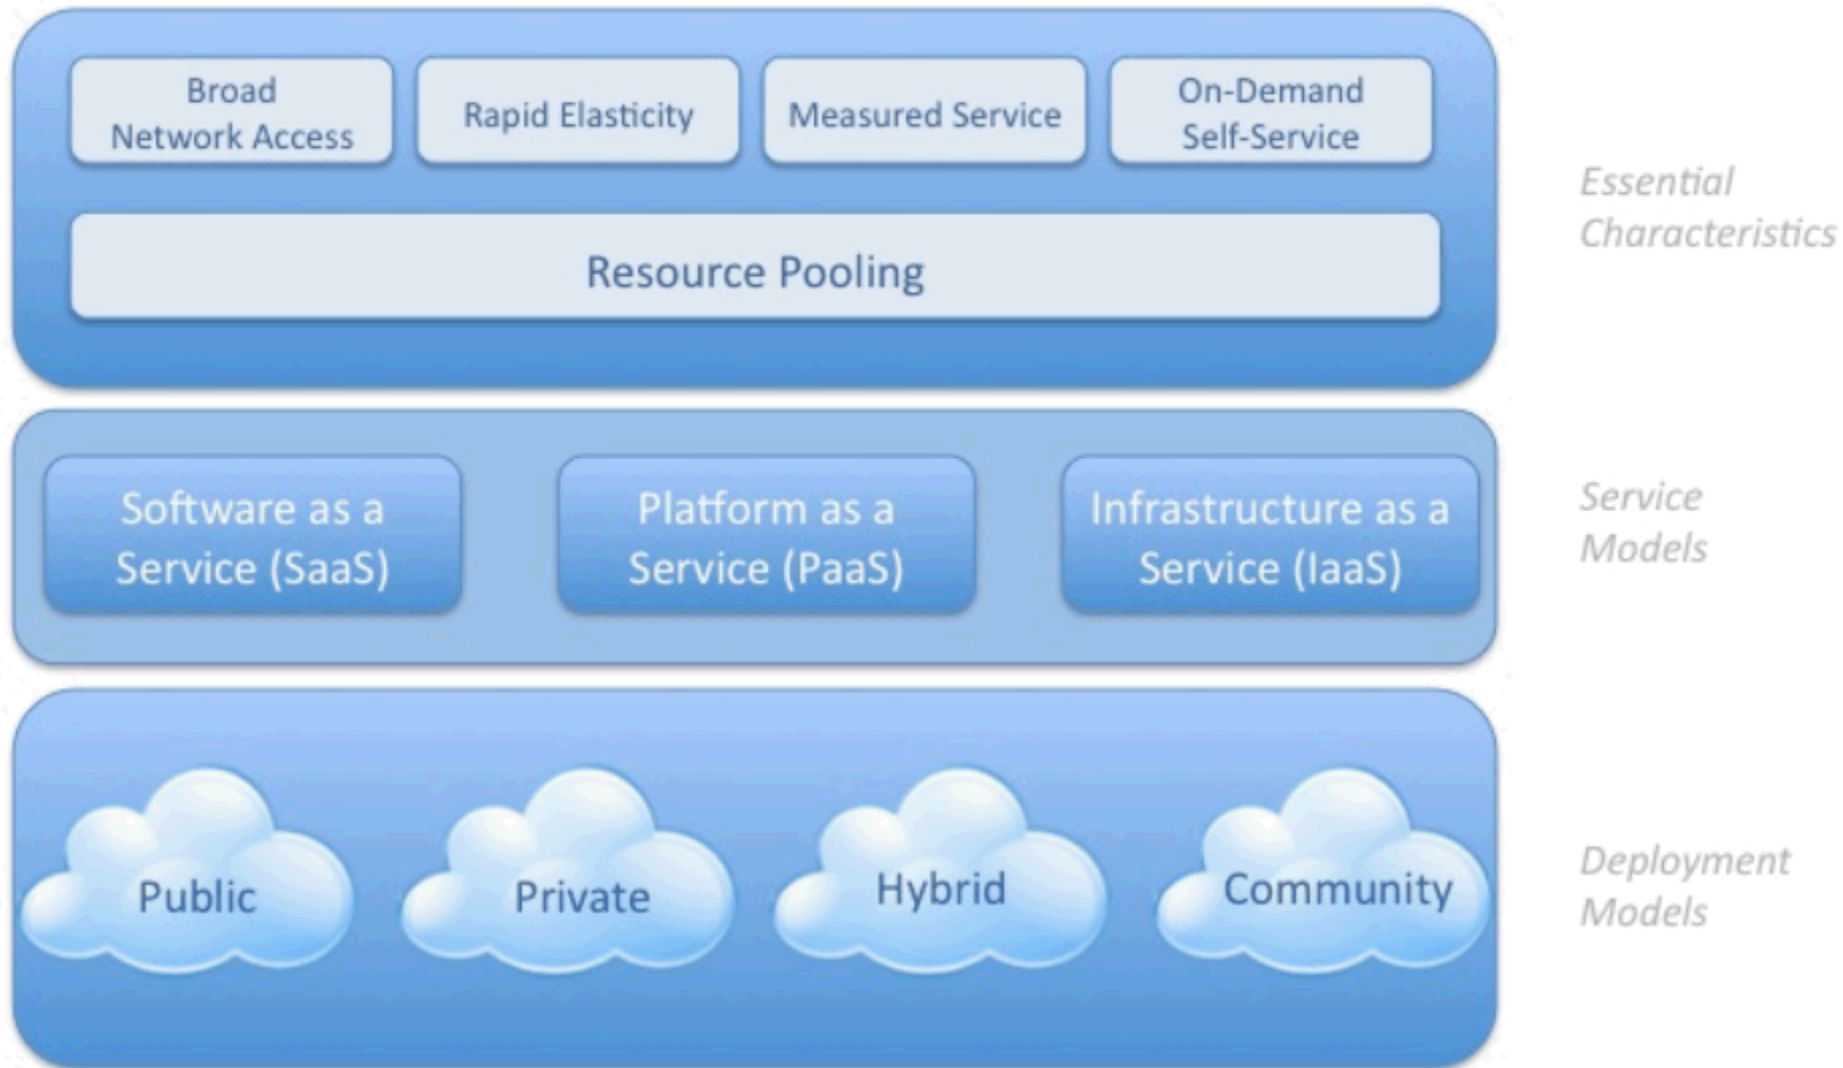 Broad
Network Access
Rapid Elasticity
Measured Service
On-Demand
Self-Service
Resource Pooling
Essential
Characteristics
Software as a
Service (SaaS)
Platform as a
Service (PaaS)
Infrastructure as a
Service (IaaS)
Service
Models
Public
Private
Hybrid
Community
Deployment
Models